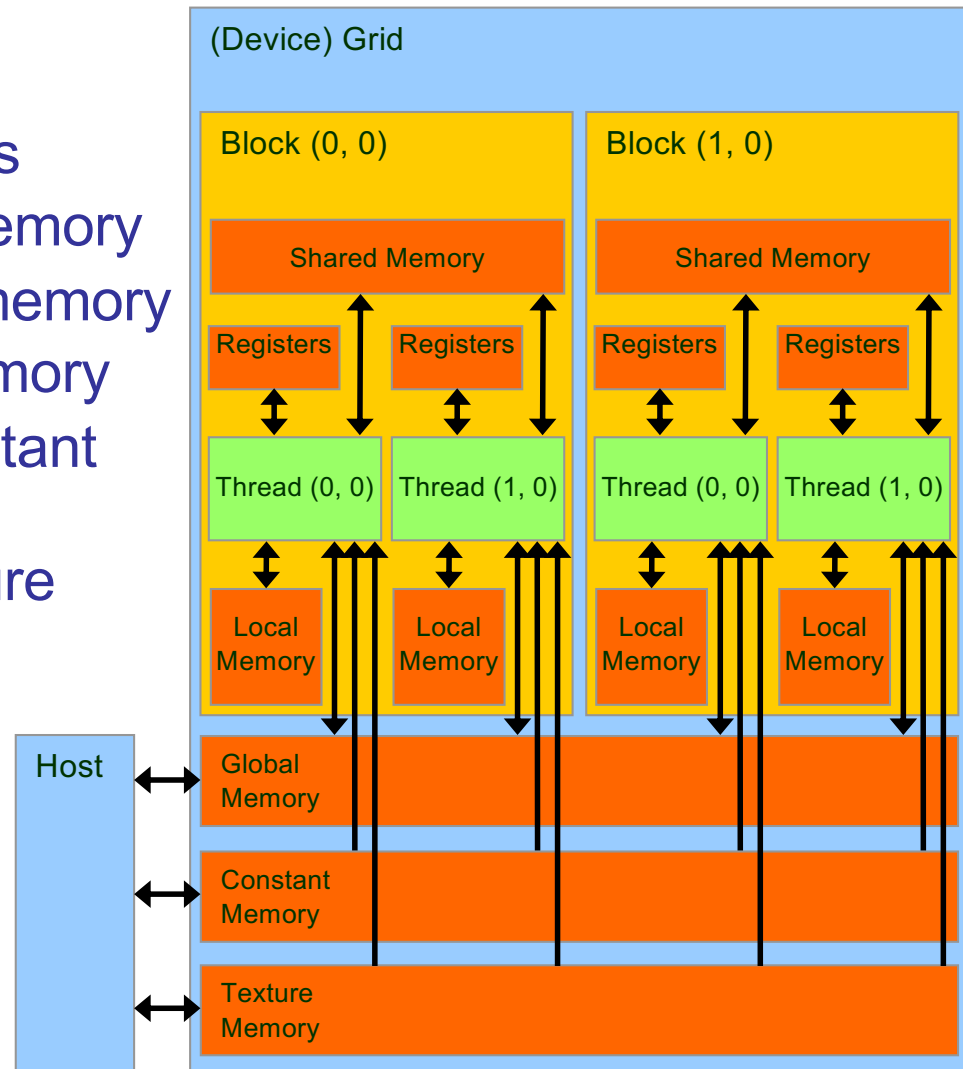 s
emory
nemory
mory
tant
ure
(Device) Grid
Block (0, 0)
Shared Memory
Registers
Registers
Thread (0, 0)
Thread (1, 0)
Local
Memory
Local
Memory
Block (1, 0)
Shared Memory
Registers
Registers
Thread (0, 0)
Thread (1, 0)
Local
Memory
Local
Memory
Host
Global
Memory
Constant
Memory
Texture
Memory